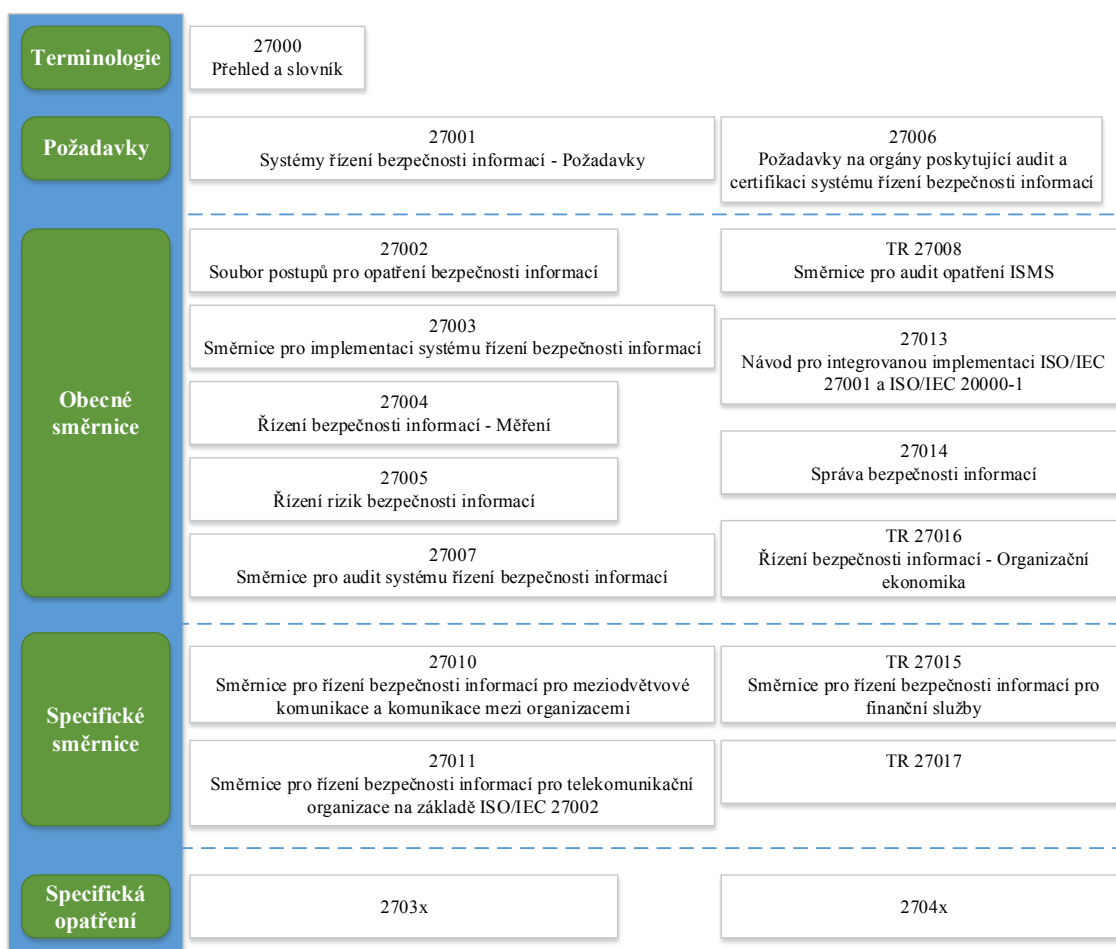 Terminologie
27000
Přehled a slovník
Požadavky
27001
Systémy řízení bezpečnosti informací - Požadavky
27006
Požadavky na orgány poskytující audit a
certifikaci systému řízení bezpečnosti informací
Obecné
směrnice
27002
Soubor postupů pro opatření bezpečnosti informací
27003
Směrnice pro implementaci systému řízení bezpečnosti informací
27004
Řízení bezpečnosti informací - Měření
27005
Řízení rizik bezpečnosti informací
27007
Směrnice pro audit systému řízení bezpečnosti informací
TR 27008
Směrnice pro audit opatření ISMS
27013
Návod pro integrovanou implementaci ISO/IEC
27001 a ISO/IEC 20000-1
27014
Správa bezpečnosti informací
TR 27016
Řízení bezpečnosti informací - Organizační
ekonomika
Specifické
směrnice
27010
Směrnice pro řízení bezpečnosti informací pro meziodvětvové
komunikace a komunikace mezi organizacemi
27011
Směrnice pro řízení bezpečnosti informací pro telekomunikační
organizace na základě ISO/IEC 27002
TR 27015
Směrnice pro řízení bezpečnosti informací pro
finanční služby
TR 27017
Specifická
opatření
2703x
2704x